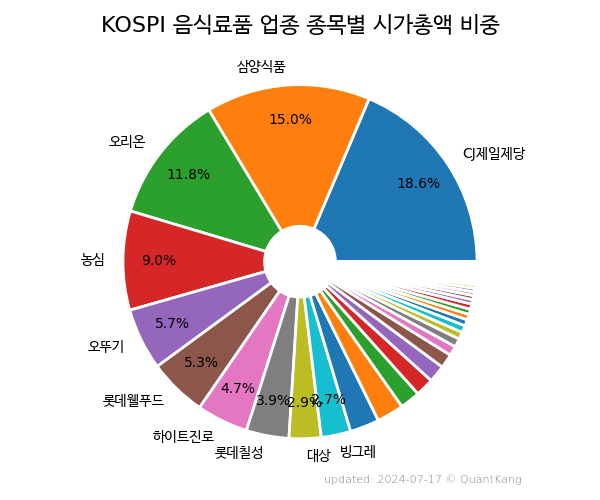 KOSPI 음식료품 업종 종목별 시가총액 비중
삼양식품
15.0%
오리온
11.8%
CJ제일제당
18.6%
농심
9.0%
오뚜기
5.7%
롯데웰푸드
5.3%
하이트진로
4.7%
롯데칠성
3.9%
대상
2.9%
빙그레
2.7%
updated: 2024-07-17 © QuantKang